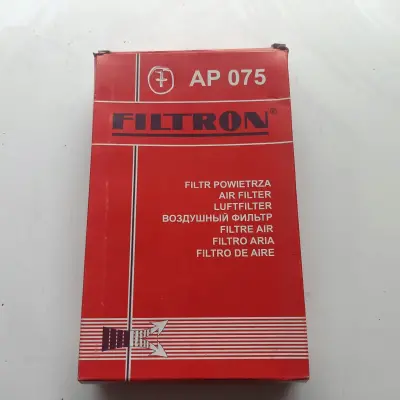 AP 075
FILTRON®
FILTR POWIETRZA
AIR FILTER
LUFTFILTER
ВОЗДУШНЫЙ ФИЛЬТР
FILTRE AIR
FILTRO ARIA
FILTRO DE AIRE